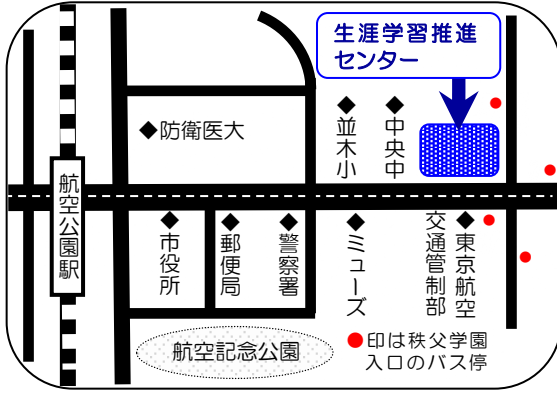 生涯学習推進
センター
◆防衛医大
◆並木小
◆中央中
航空公園駅
◆市役所
◆郵便局
◆警察署
◆ミューズ
◆東京航空
交通管制部
航空記念公園
●印は秩父学園
入口のバス停